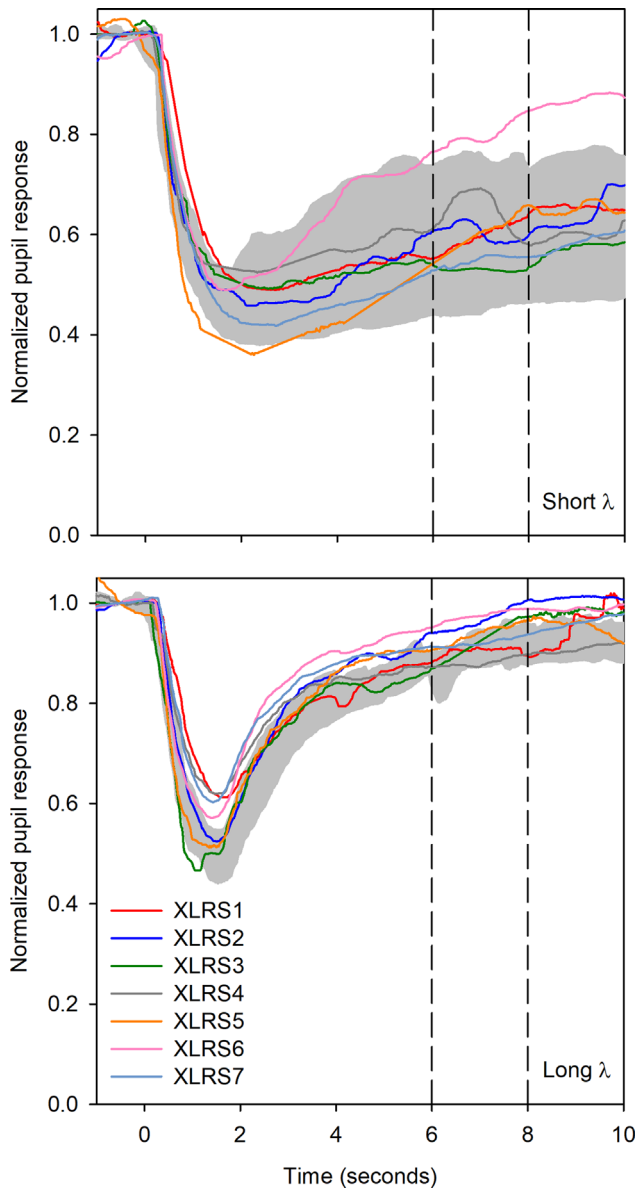 Normalized pupil response
1.0
0.8
0.6
0.4
0.2
0.0
Short λ
Normalized pupil response
1.0
0.8
0.6
0.4
0.2
0.0
XLRS1
XLRS2
XLRS3
XLRS4
XLRS5
XLRS6
XLRS7
Long λ
0 2 4 6 8 10
Time (seconds)